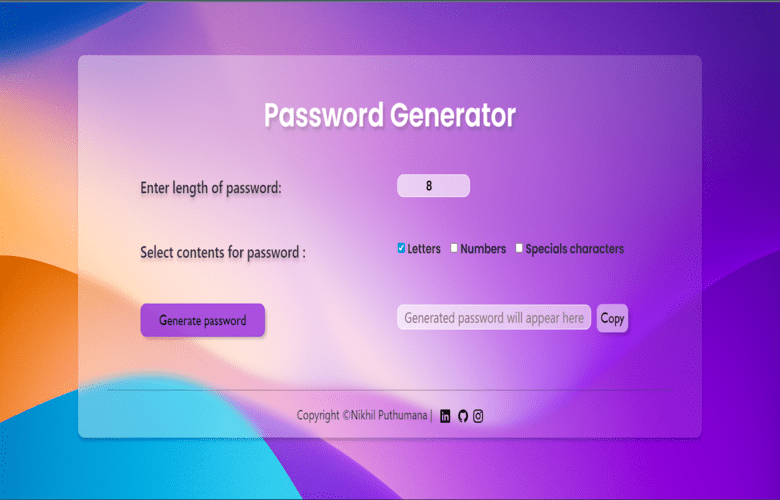 Password Generator
Enter length of password:
8
Select contents for password :
Letters Numbers Specials characters
Generate password
Generated password will appear here
Copy
Copyright ©Nikhil Puthumana |